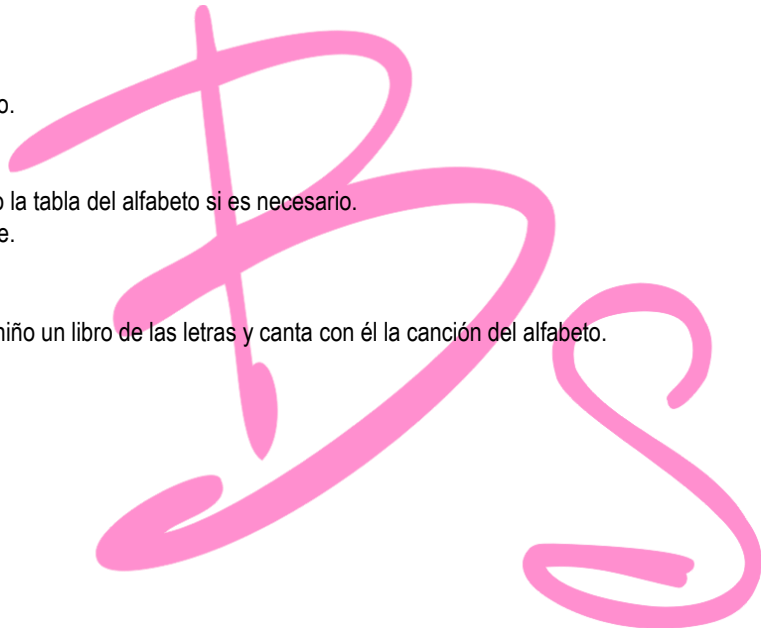 o.
o la tabla del alfabeto si es necesario.
e.
niño un libro de las letras y canta con él la canción del alfabeto.
BS